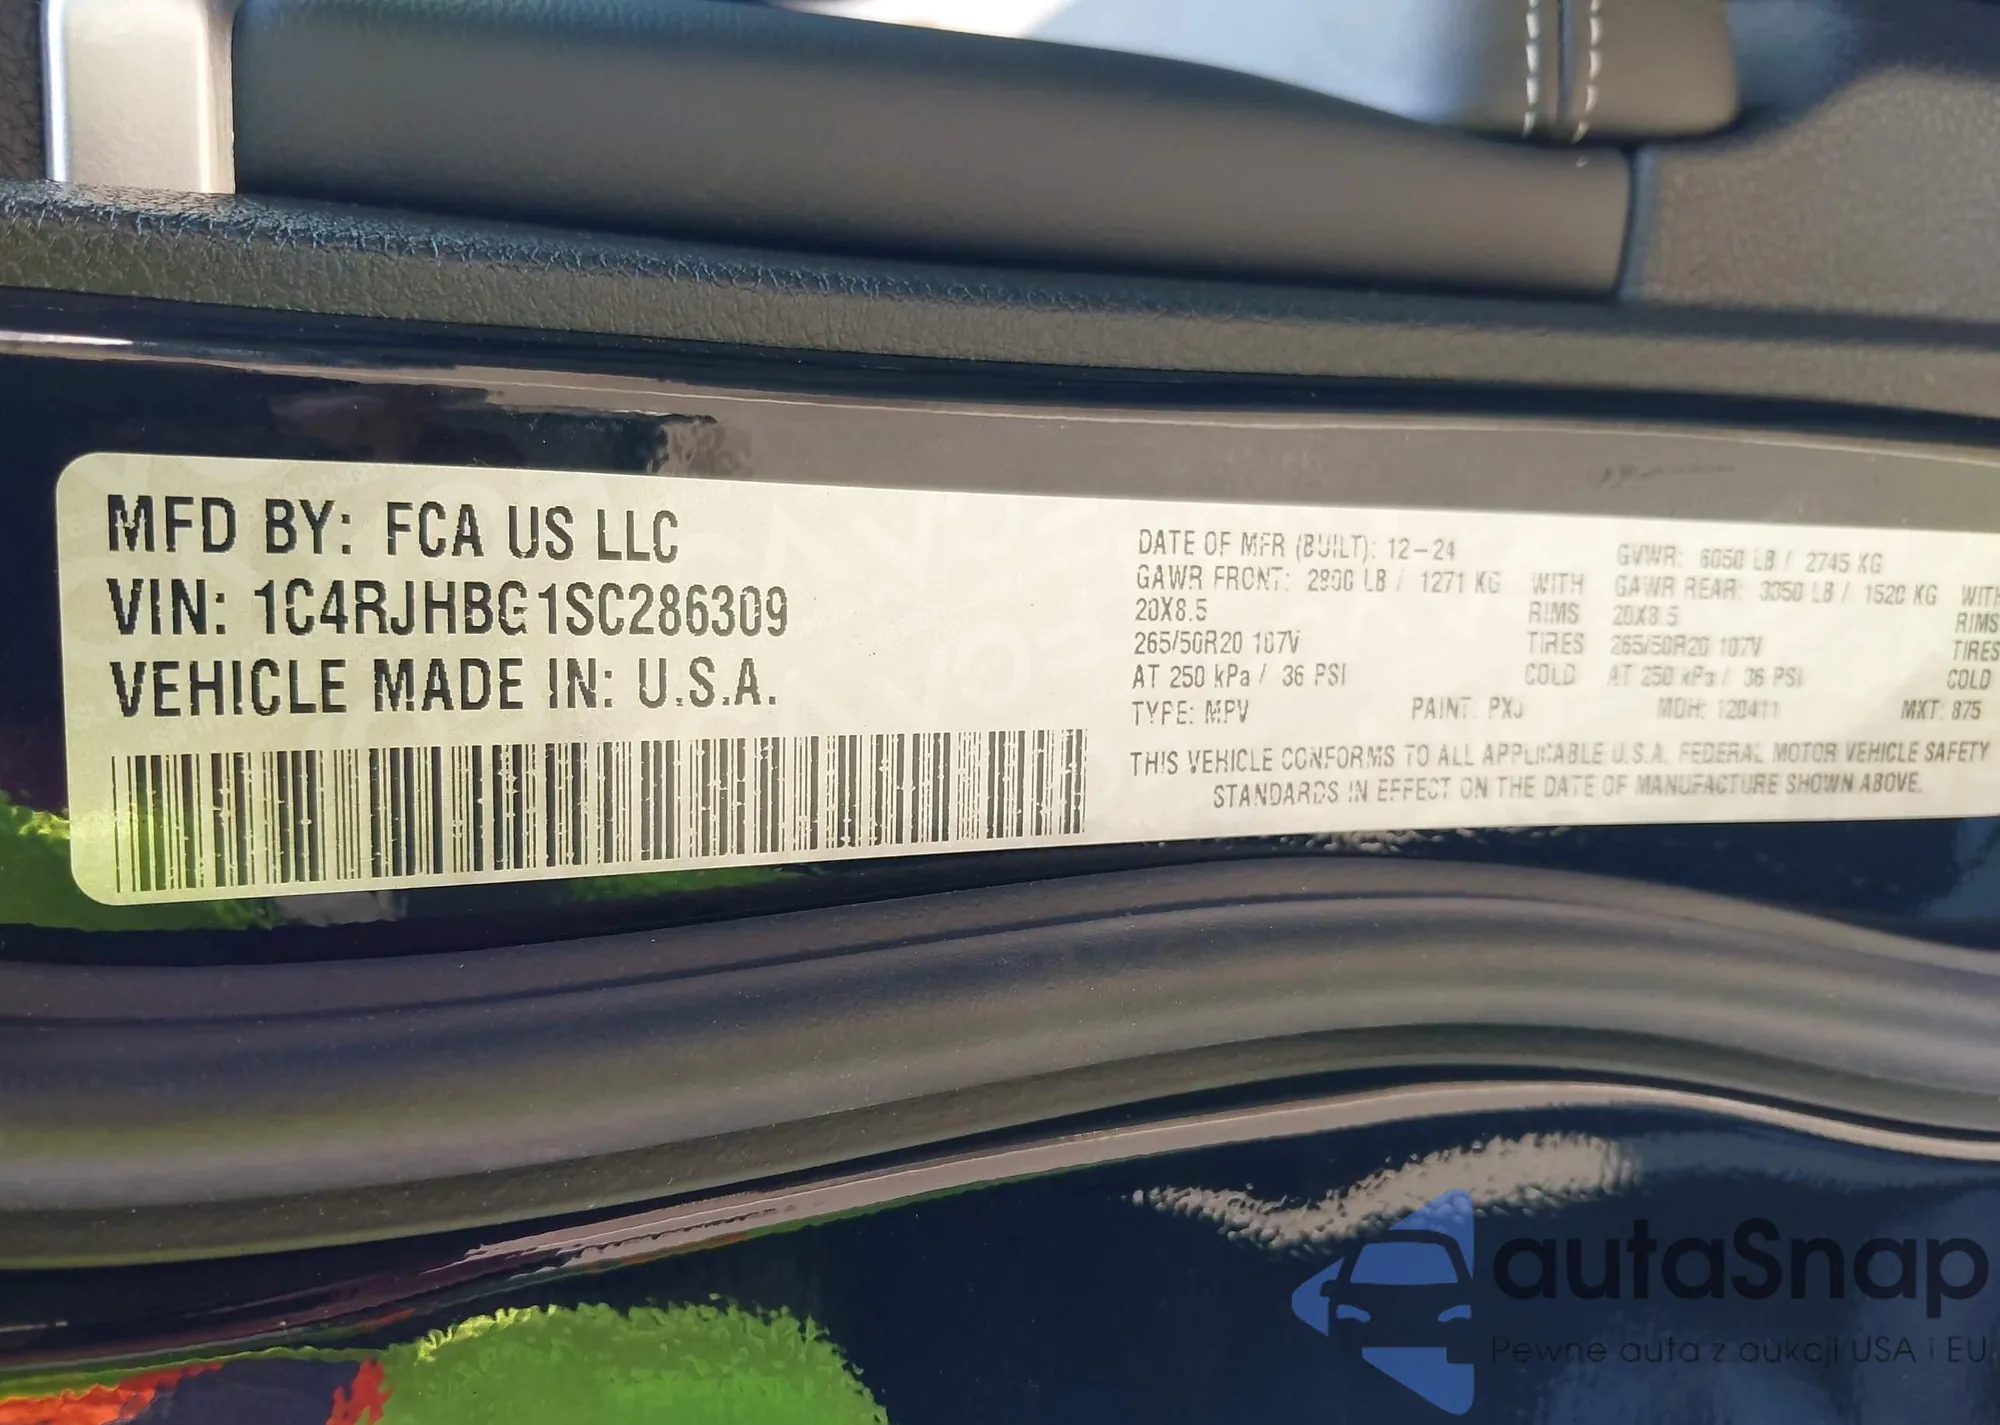 MFD BY: FCA US LLC
VIN: 1C4RJHBG1SC286309
VEHICLE MADE IN: U.S.A.
DATE OF MFR (BUILT): 12-24 GVWR: 6050 LB / 2745 KG
GAWR FRONT: 2800 LB / 1271 KG WITH GAWR REAR: 3350 LB / 1520 KG WITH
20X8.5 RIMS 20X8.5 RIMS
265/50R20 107V TIRES 265/50R20 107V TIRES
AT 250 kPa / 36 PSI COLD AT 250 kPa / 36 PSI COLD
TYPE: MPV PAINT: PXJ MDH: 120411 MKT: 875
THIS VEHICLE CONFORMS TO ALL APPLICABLE U.S.A. FEDERAL MOTOR VEHICLE SAFETY
STANDARDS IN EFFECT ON THE DATE OF MANUFACTURE SHOWN ABOVE.
autaSnap
Pewne auta z aukcji USA i EU